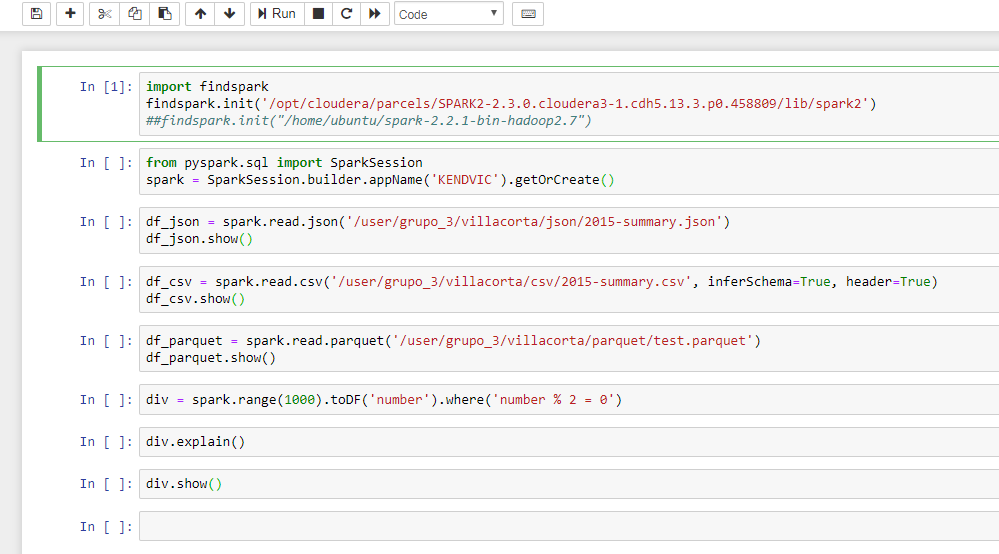 Run
Code
In [1]:
import findspark
findspark.init('/opt/cloudera/parcels/SPARK2-2.3.0.cloudera3-1.cdh5.13.3.p0.458809/lib/spark2')
##findspark.init("/home/ubuntu/spark-2.2.1-bin-hadoop2.7")
In [ ]:
from pyspark.sql import SparkSession
spark = SparkSession.builder.appName('KENDVIC').getOrCreate()
In [ ]:
df_json = spark.read.json('/user/grupo_3/villacorta/json/2015-summary.json')
df_json.show()
In [ ]:
df_csv = spark.read.csv('/user/grupo_3/villacorta/csv/2015-summary.csv', inferSchema=True, header=True)
df_csv.show()
In [ ]:
df_parquet = spark.read.parquet('/user/grupo_3/villacorta/parquet/test.parquet')
df_parquet.show()
In [ ]:
div = spark.range(1000).toDF('number').where('number % 2 = 0')
In [ ]:
div.explain()
In [ ]:
div.show()
In [ ]: